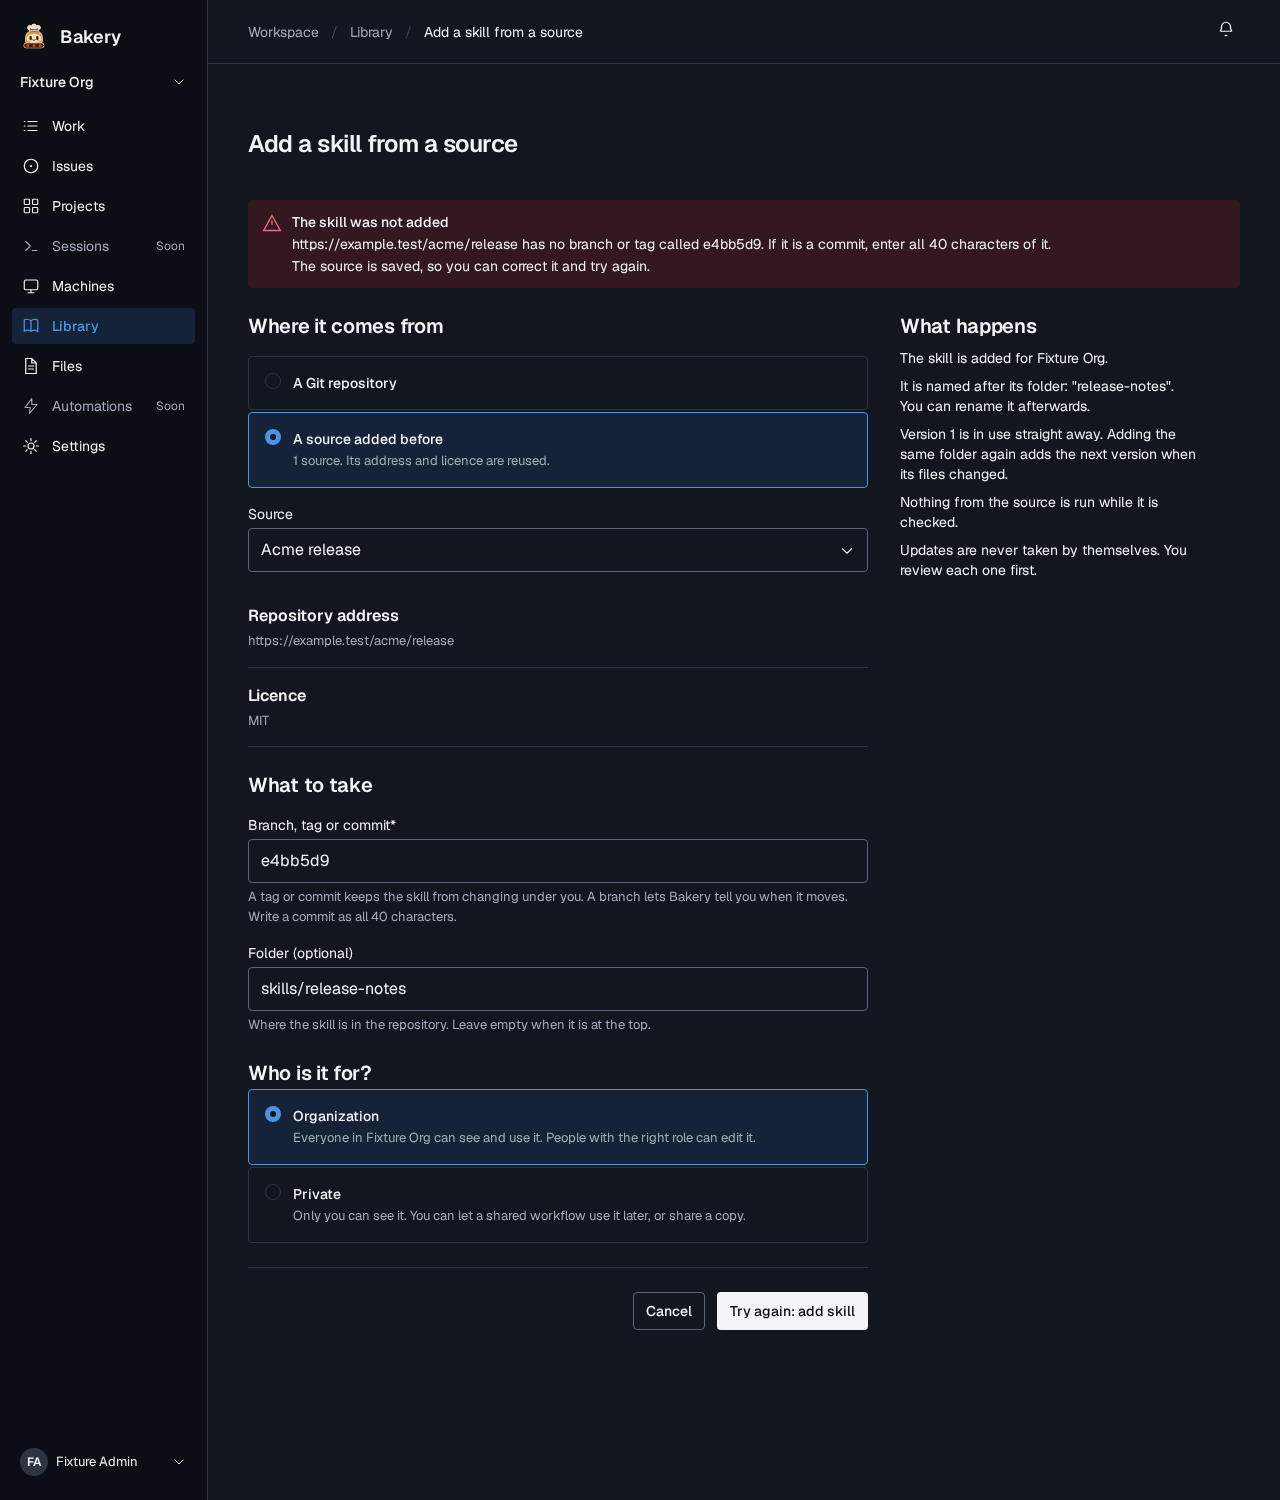 Bakery
Fixture Org
Work
Issues
Projects
Sessions Soon
Machines
Library
Files
Automations Soon
Settings
FA Fixture Admin
Workspace / Library / Add a skill from a source
Add a skill from a source
The skill was not added
https://example.test/acme/release has no branch or tag called e4bb5d9. If it is a commit, enter all 40 characters of it.
The source is saved, so you can correct it and try again.
Where it comes from
A Git repository
A source added before
1 source. Its address and licence are reused.
Source
Acme release
Repository address
https://example.test/acme/release
Licence
MIT
What to take
Branch, tag or commit*
e4bb5d9
A tag or commit keeps the skill from changing under you. A branch lets Bakery tell you when it moves.
Write a commit as all 40 characters.
Folder (optional)
skills/release-notes
Where the skill is in the repository. Leave empty when it is at the top.
Who is it for?
Organization
Everyone in Fixture Org can see and use it. People with the right role can edit it.
Private
Only you can see it. You can let a shared workflow use it later, or share a copy.
Cancel
Try again: add skill
What happens
The skill is added for Fixture Org.
It is named after its folder: "release-notes".
You can rename it afterwards.
Version 1 is in use straight away. Adding the
same folder again adds the next version when
its files changed.
Nothing from the source is run while it is
checked.
Updates are never taken by themselves. You
review each one first.